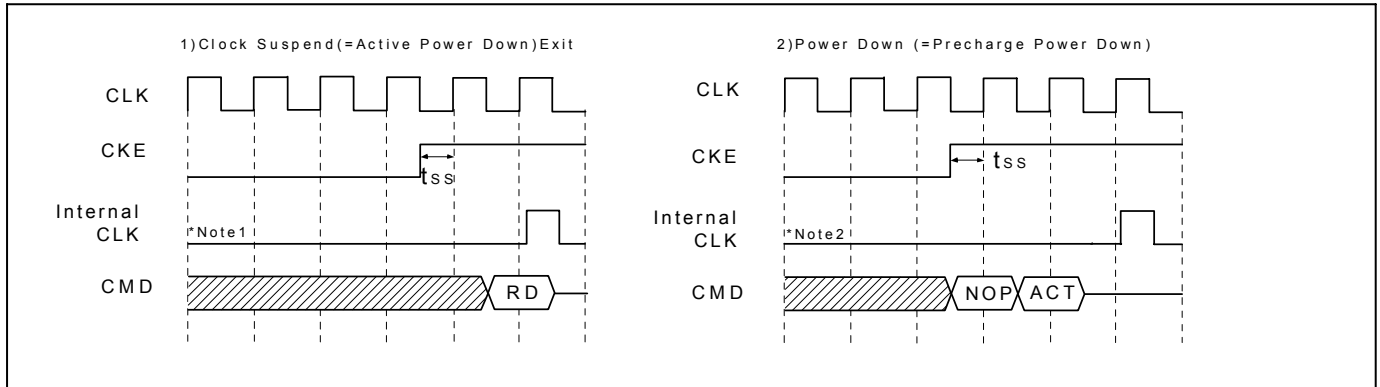 1)Clock Suspend(=Active Power Down)Exit
CLK
CKE
tss
Internal
CLK
*Note1
CMD
RD
2)Power Down (=Precharge Power Down)
CLK
CKE
tss
Internal
CLK
*Note2
CMD
NOP
ACT